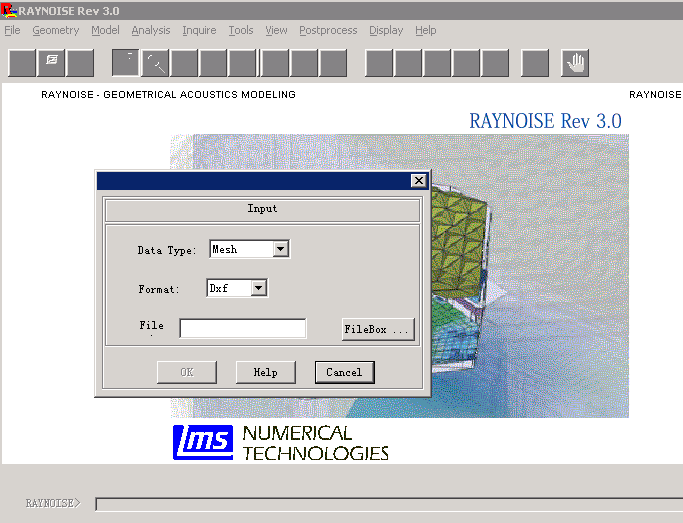 RAYNOISE Rev 3.0
File Geometry Model Analysis Inquire Tools View Postprocess Display Help
RAYNOISE - GEOMETRICAL ACOUSTICS MODELING RAYNOISE
RAYNOISE Rev 3.0
Input
Data Type: Mesh
Format: Dxf
File
FileBox ...
OK Help Cancel
lms NUMERICAL
TECHNOLOGIES
RAYNOISE>